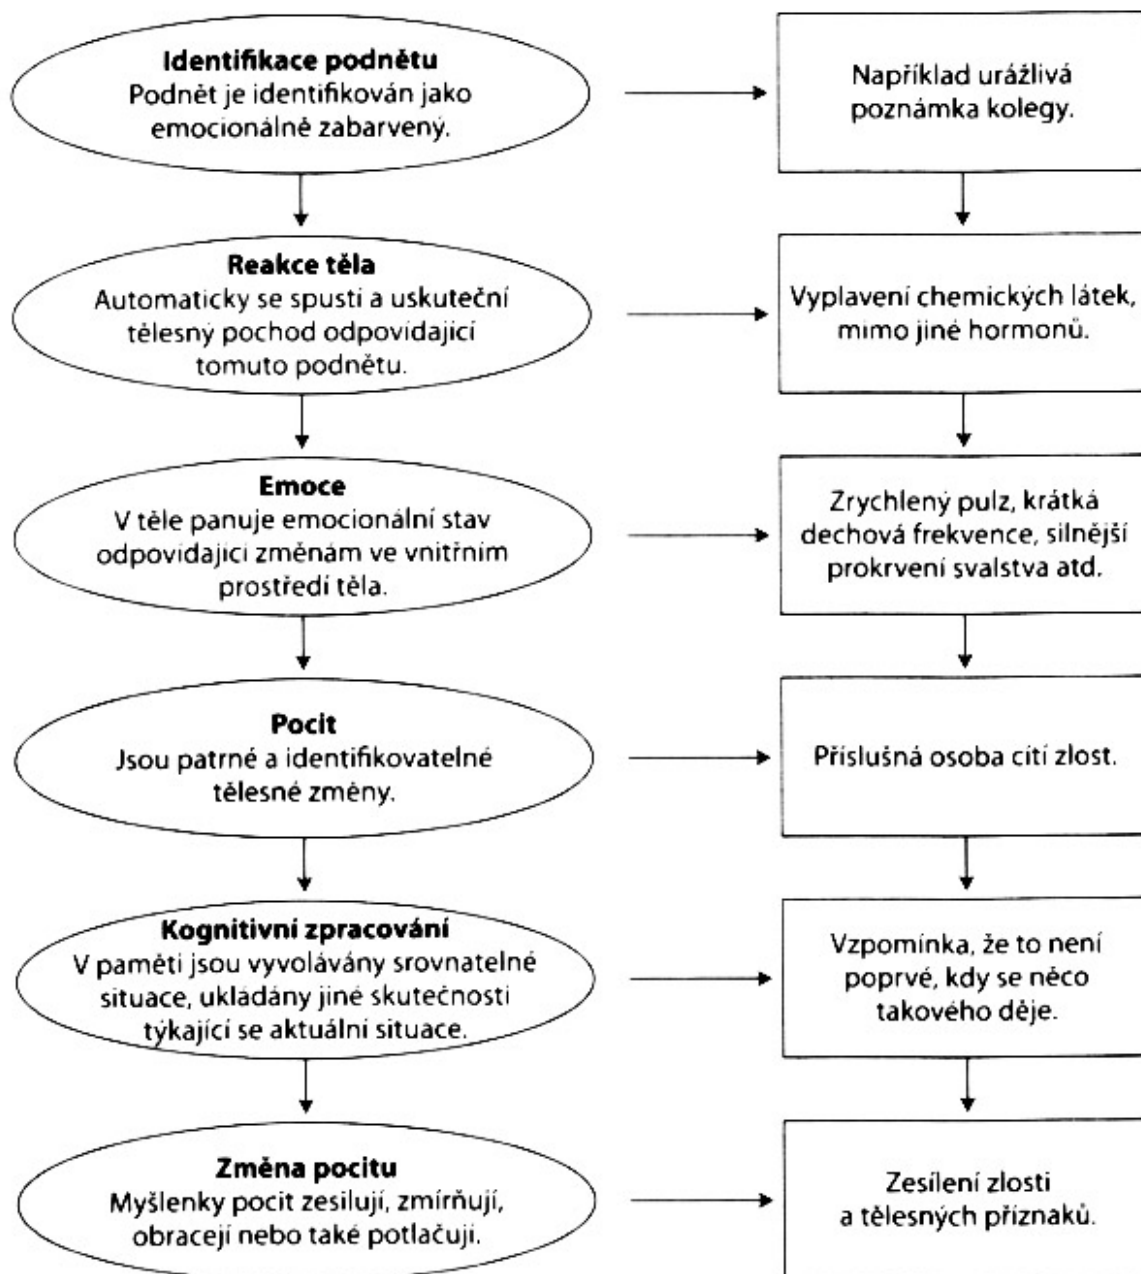 Identifikace podnětu
Podnět je identifikován jako
emocionálně zabarvený.
Například urážlivá
poznámka kolegy.
Reakce těla
Automaticky se spustí a uskuteční
tělesný pochod odpovídající
tomuto podnětu.
Vyplavení chemických látek,
mimo jiné hormonů.
Emoce
V těle panuje emocionální stav
odpovídající změnám ve vnitřním
prostředí těla.
Zrychlený pulz, krátká
dechová frekvence, silnější
prokrvení svalstva atd.
Pocit
Jsou patrné a identifikovatelné
tělesné změny.
Příslušná osoba cítí zlost.
Kognitivní zpracování
V paměti jsou vyvolávány srovnatelné
situace, ukládány jiné skutečnosti
týkající se aktuální situace.
Vzpomínka, že to není
poprvé, kdy se něco
takového děje.
Změna pocitu
Myšlenky pocit zesilují, zmírňují,
obracejí nebo také potlačují.
Zesílení zlosti
a tělesných příznaků.